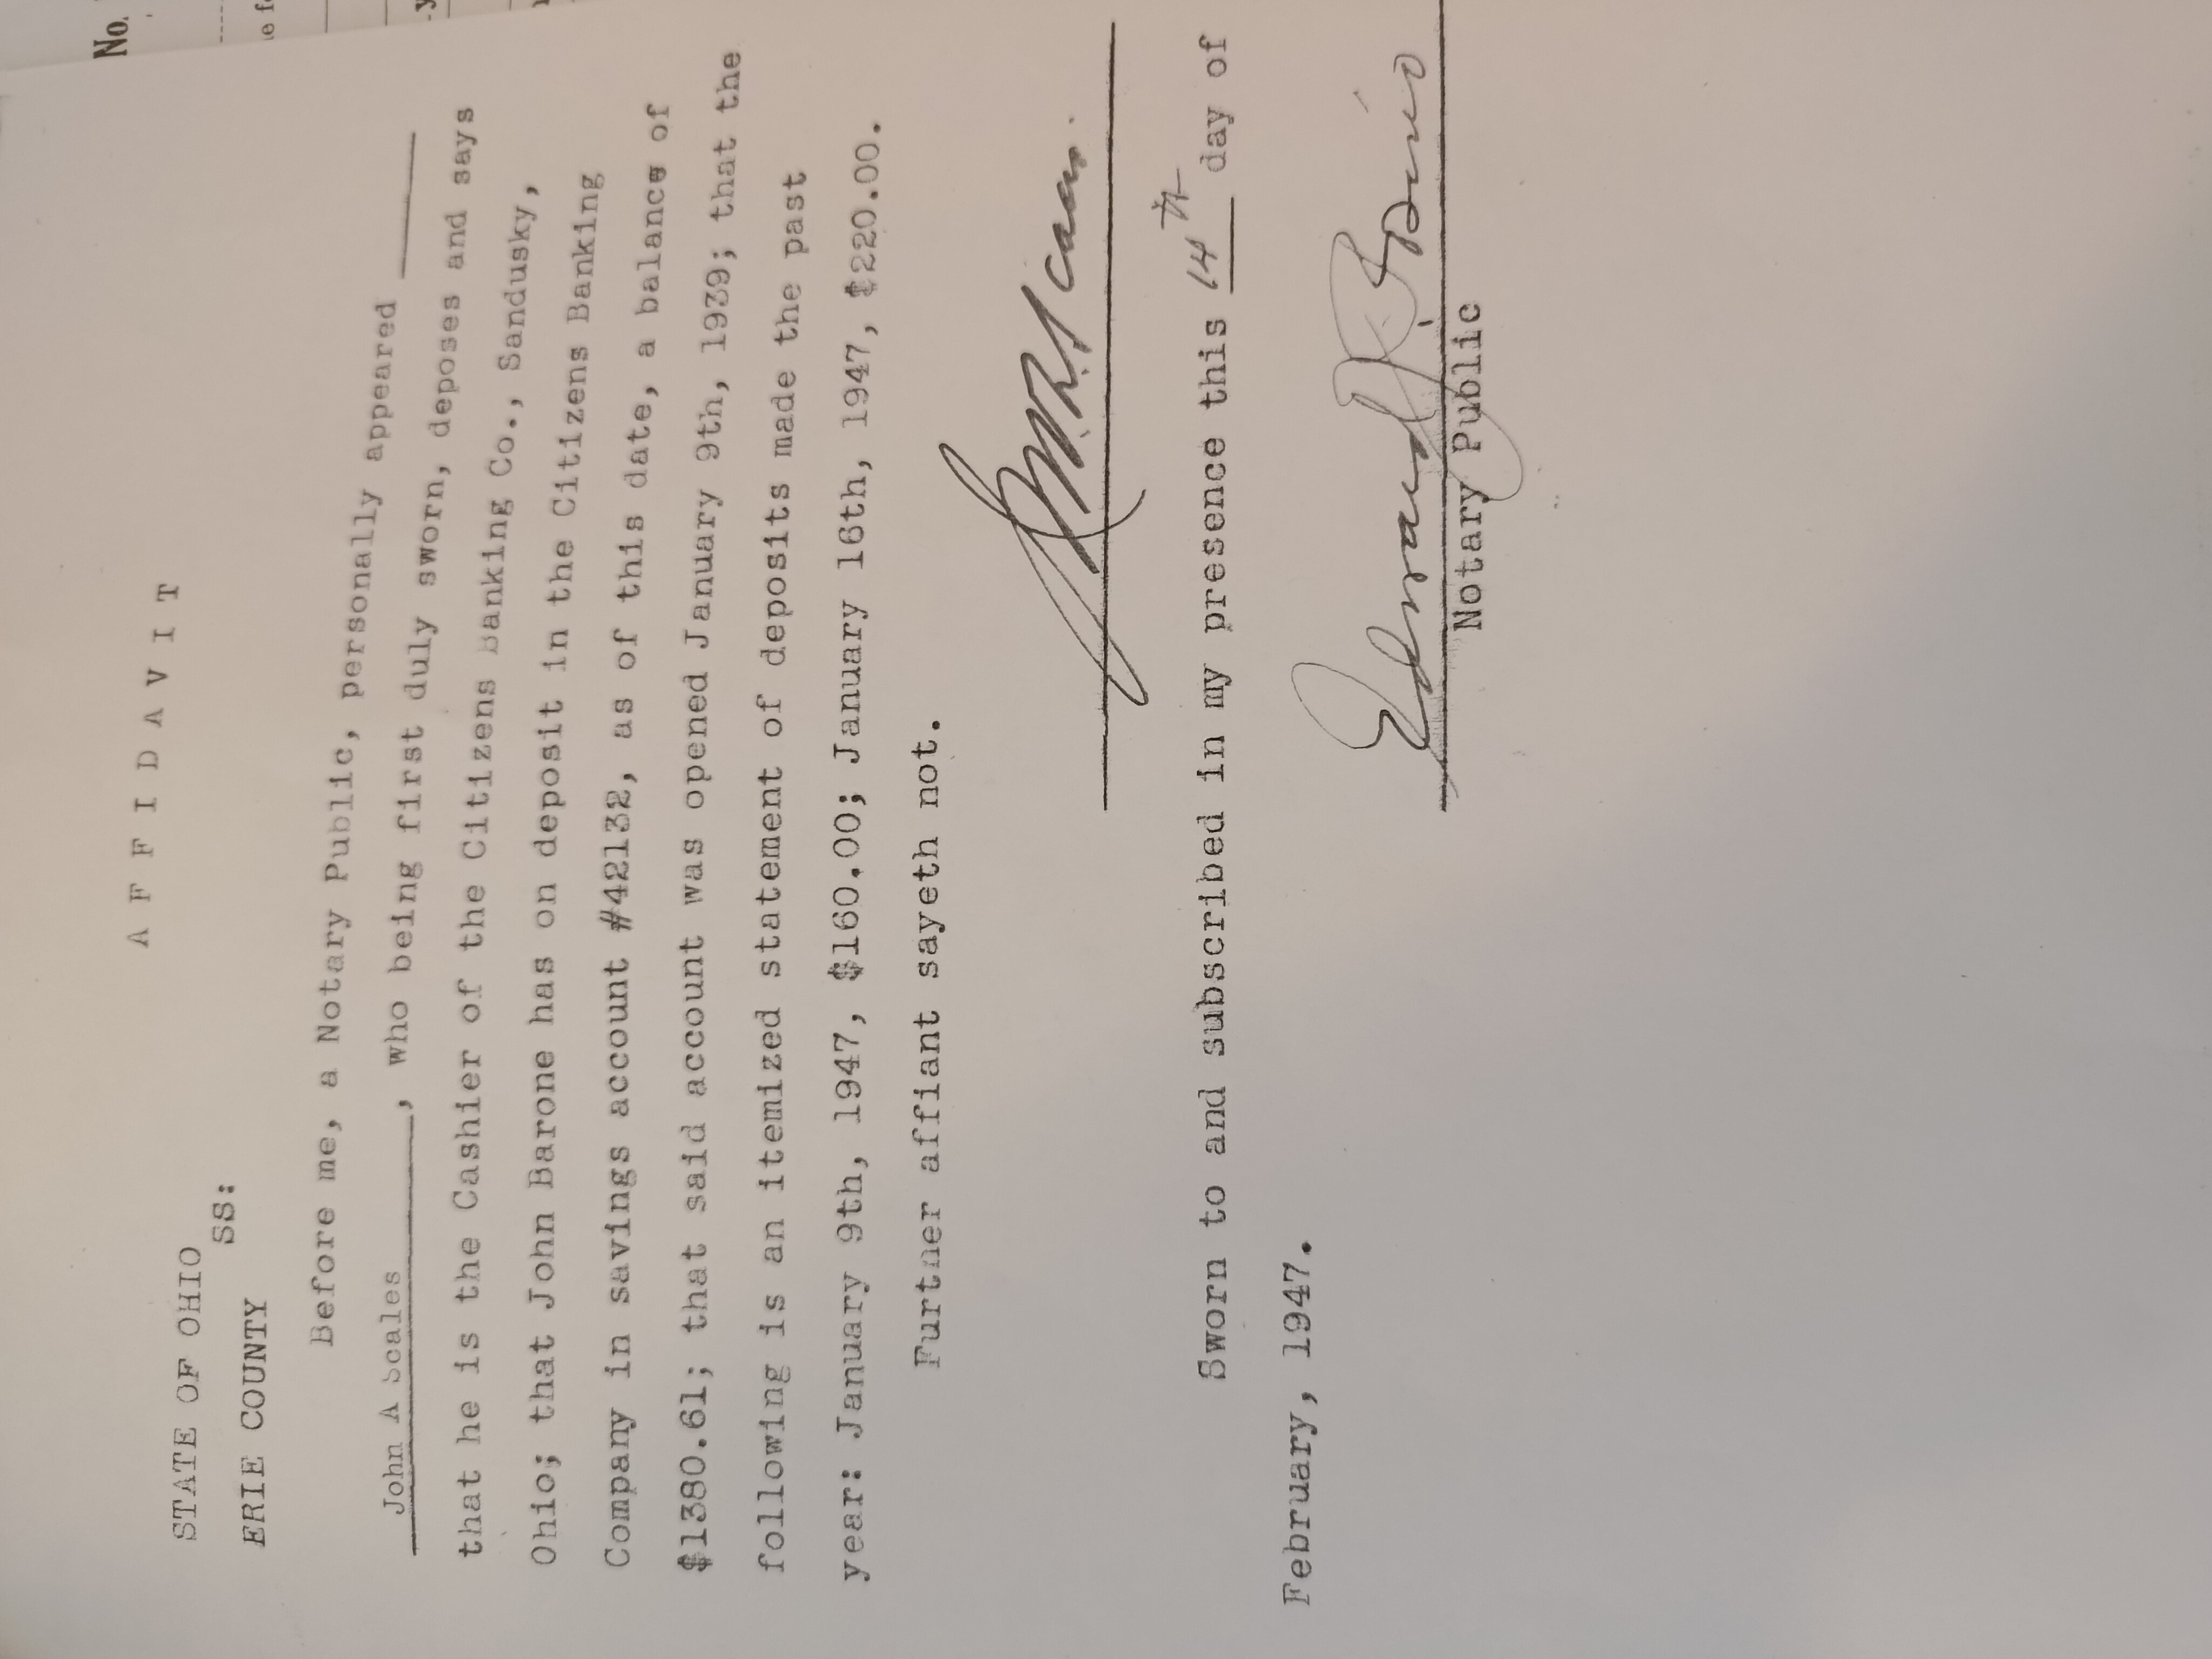 No.
A F F I D A V I T
STATE OF OHIO
SS:
ERIE COUNTY
Before me, a Notary Public, personally appeared
John A Scales, who being first duly sworn, deposes and says
that he is the Cashier of the Citizens Banking Co., Sandusky,
Ohio; that John Barone has on deposit in the Citizens Banking
Company in savings account #42132, as of this date, a balance of
$1380.61; that said account was opened January 9th, 1939; that the
following is an itemized statement of deposits made the past
year: January 9th, 1947, $160.00; January 16th, 1947, $220.00.
Further affiant sayeth not.
Sworn to and subscribed in my presence this 14th day of
February, 1947.
Edward J.
Notary Public